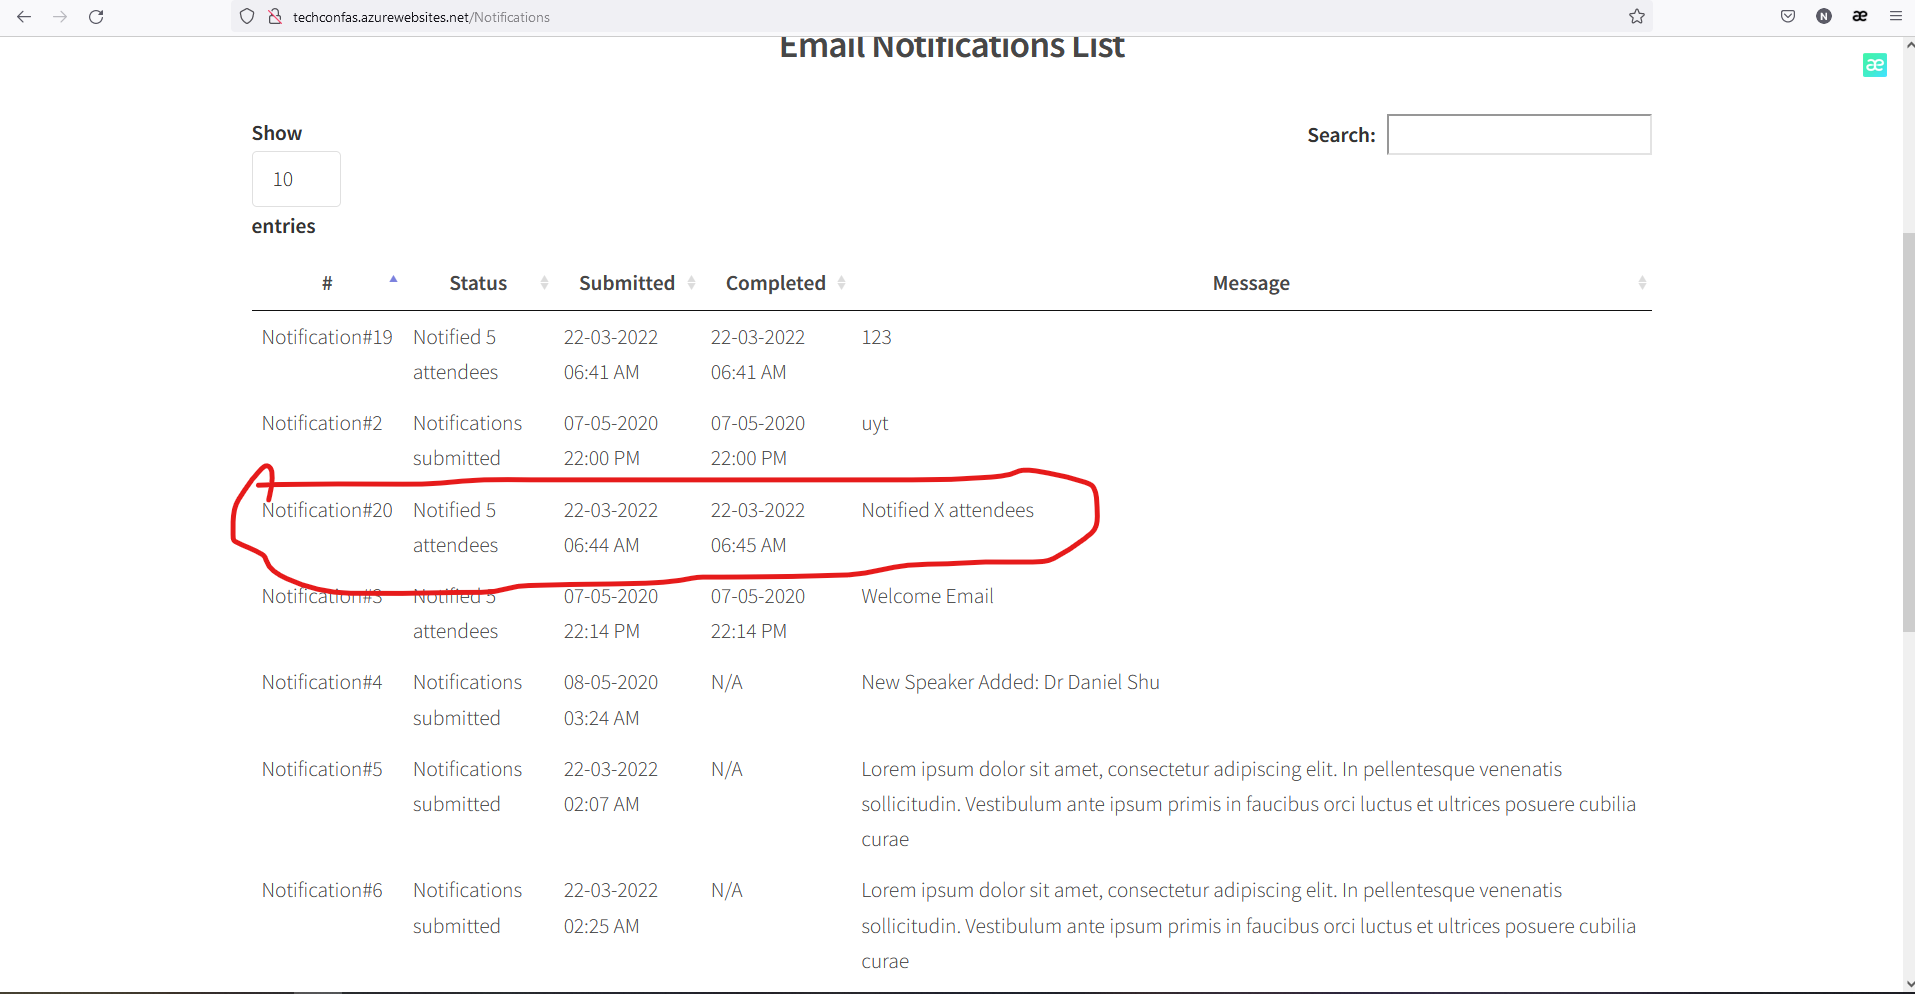 techconfas.azurewebsites.net/Notifications
N
æ
Email Notifications List
æ
Show
10
entries
Search:
# Status Submitted Completed Message
Notification#19 Notified 5 22-03-2022 22-03-2022 123
attendees 06:41 AM 06:41 AM
Notification#2 Notifications 07-05-2020 07-05-2020 uyt
submitted 22:00 PM 22:00 PM
Notification#20 Notified 5 22-03-2022 22-03-2022 Notified X attendees
attendees 06:44 AM 06:45 AM
Notification#3 Notified 5 07-05-2020 07-05-2020 Welcome Email
attendees 22:14 PM 22:14 PM
Notification#4 Notifications 08-05-2020 N/A New Speaker Added: Dr Daniel Shu
submitted 03:24 AM
Notification#5 Notifications 22-03-2022 N/A Lorem ipsum dolor sit amet, consectetur adipiscing elit. In pellentesque venenatis
submitted 02:07 AM sollicitudin. Vestibulum ante ipsum primis in faucibus orci luctus et ultrices posuere cubilia
curae
Notification#6 Notifications 22-03-2022 N/A Lorem ipsum dolor sit amet, consectetur adipiscing elit. In pellentesque venenatis
submitted 02:25 AM sollicitudin. Vestibulum ante ipsum primis in faucibus orci luctus et ultrices posuere cubilia
curae